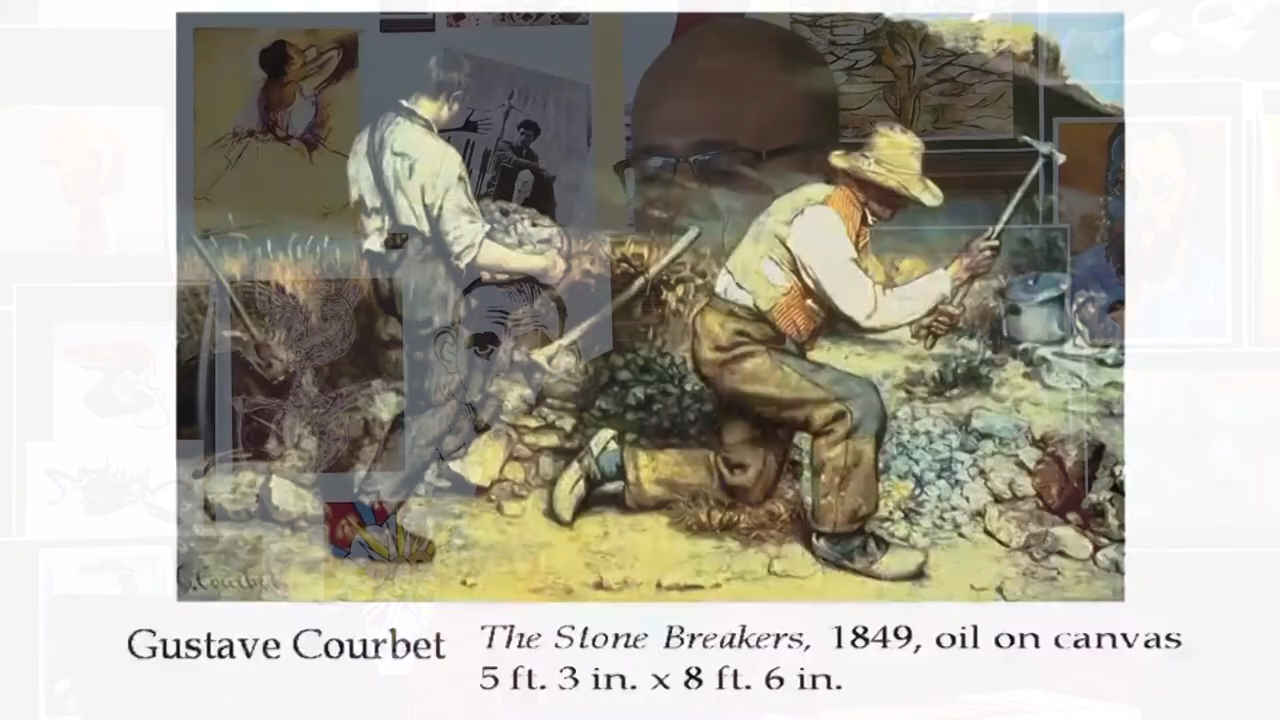 G. Courbet
Gustave Courbet
The Stone Breakers, 1849, oil on canvas
5 ft. 3 in. x 8 ft. 6 in.